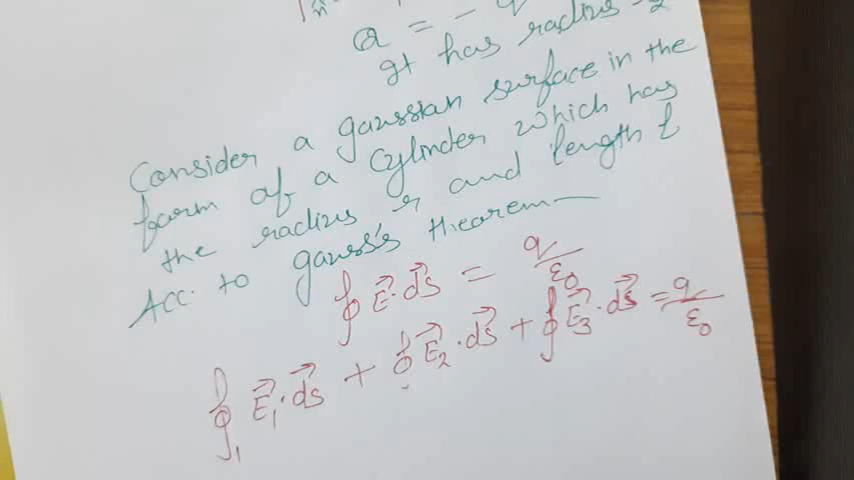 a = - q
It has radius
Consider a gaussian surface in the
form of a cylinder which has
the radius r and length l
Acc. to gauss's theorem—
∮ E⃗·ds⃗ = q/ε₀
∮₁ E⃗₁·ds⃗ + ∮ E⃗₂·ds⃗ + ∮ E⃗₃·ds⃗ = q/ε₀